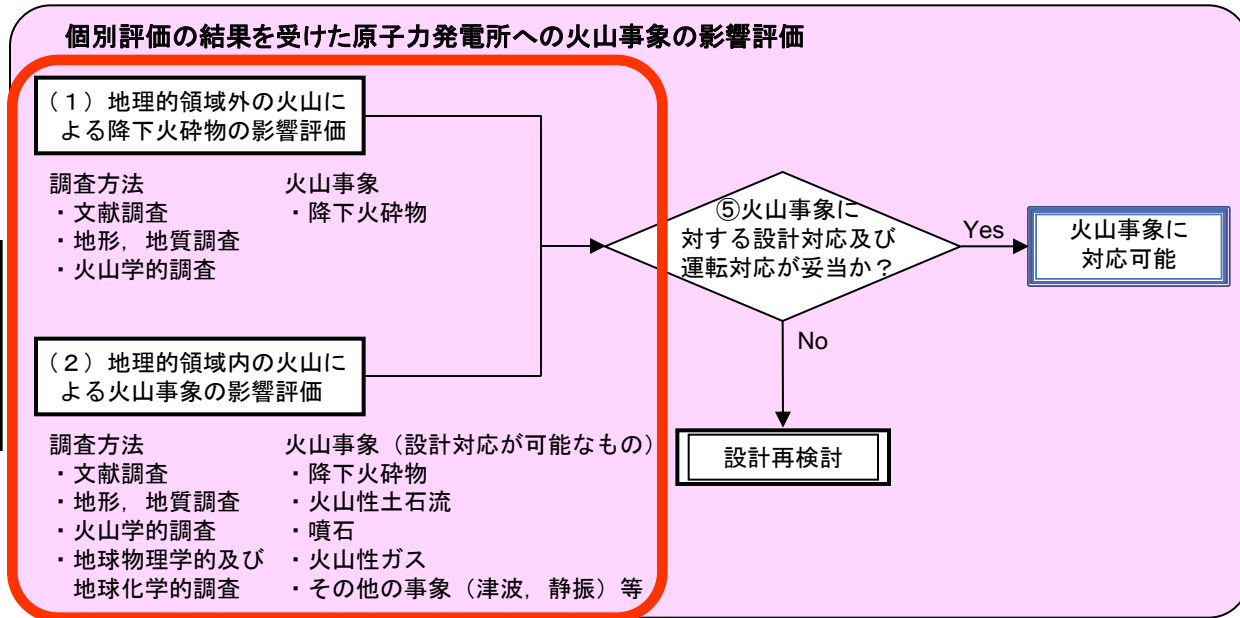 個別評価の結果を受けた原子力発電所への火山事象の影響評価
（１）地理的領域外の火山に
よる降下火砕物の影響評価
調査方法
・文献調査
・地形，地質調査
・火山学的調査
火山事象
・降下火砕物
⑤火山事象に
対する設計対応及び
運転対応が妥当か？
Yes
火山事象に
対応可能
No
設計再検討
（２）地理的領域内の火山に
よる火山事象の影響評価
調査方法
・文献調査
・地形，地質調査
・火山学的調査
・地球物理学的及び
地球化学的調査
火山事象（設計対応が可能なもの）
・降下火砕物
・火山性土石流
・噴石
・火山性ガス
・その他の事象（津波，静振）等